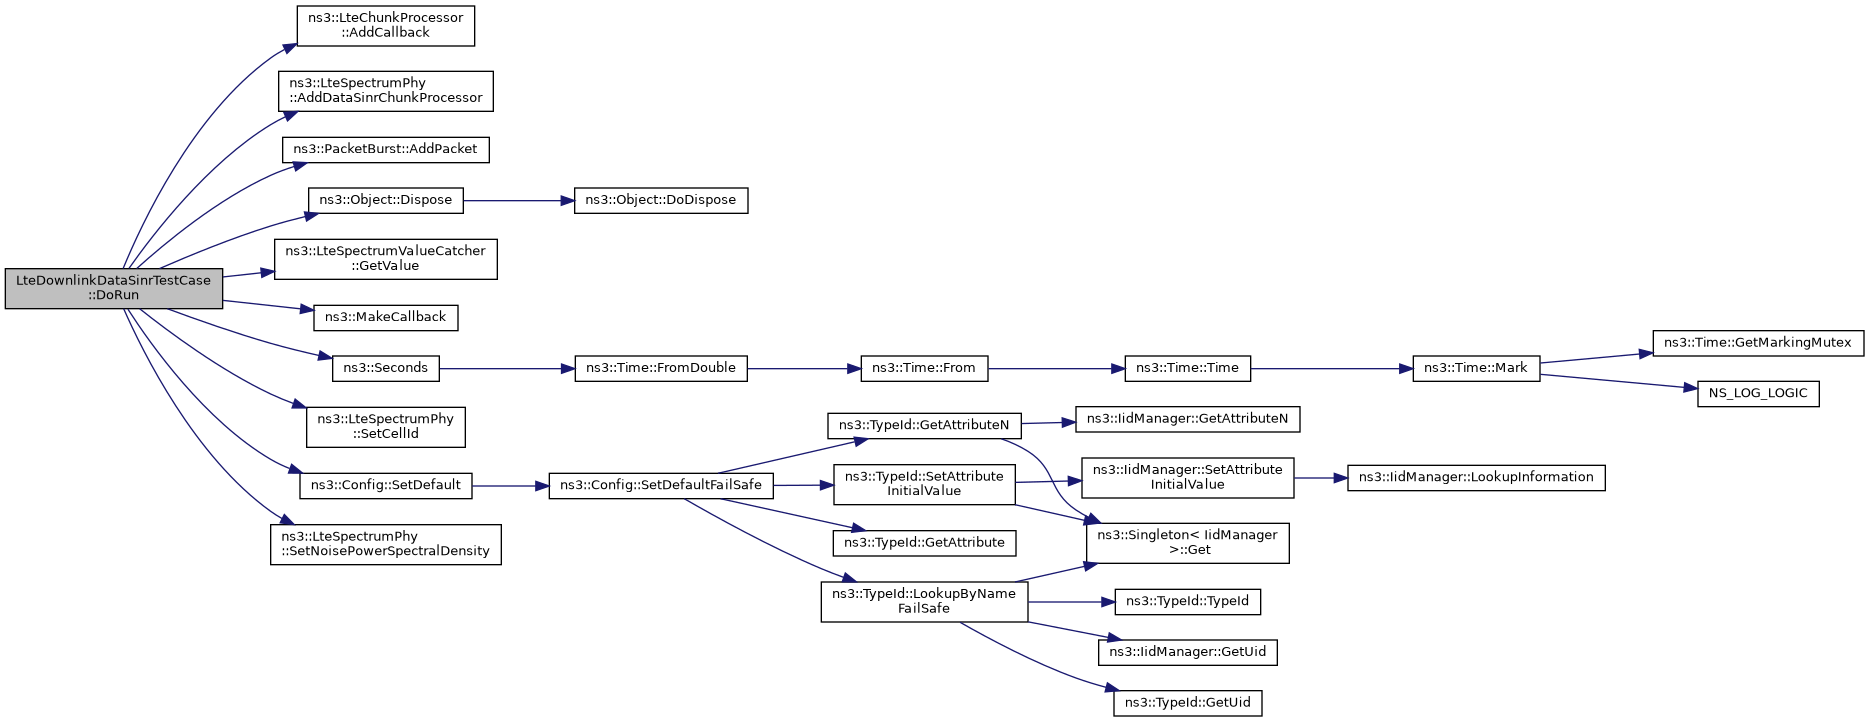 ns3::LteChunkProcessor
::AddCallback
ns3::LteSpectrumPhy
::AddDataSinrChunkProcessor
ns3::PacketBurst::AddPacket
ns3::Object::Dispose
ns3::Object::DoDispose
ns3::LteSpectrumValueCatcher
::GetValue
LteDownlinkDataSinrTestCase
::DoRun
ns3::MakeCallback
ns3::Seconds
ns3::Time::FromDouble
ns3::Time::From
ns3::Time::Time
ns3::Time::Mark
ns3::Time::GetMarkingMutex
NS_LOG_LOGIC
ns3::LteSpectrumPhy
::SetCellId
ns3::Config::SetDefault
ns3::Config::SetDefaultFailSafe
ns3::TypeId::GetAttributeN
ns3::IidManager::GetAttributeN
ns3::TypeId::SetAttribute
InitialValue
ns3::IidManager::SetAttribute
InitialValue
ns3::IidManager::LookupInformation
ns3::TypeId::GetAttribute
ns3::Singleton< IidManager
>::Get
ns3::LteSpectrumPhy
::SetNoisePowerSpectralDensity
ns3::TypeId::LookupByName
FailSafe
ns3::TypeId::TypeId
ns3::IidManager::GetUid
ns3::TypeId::GetUid